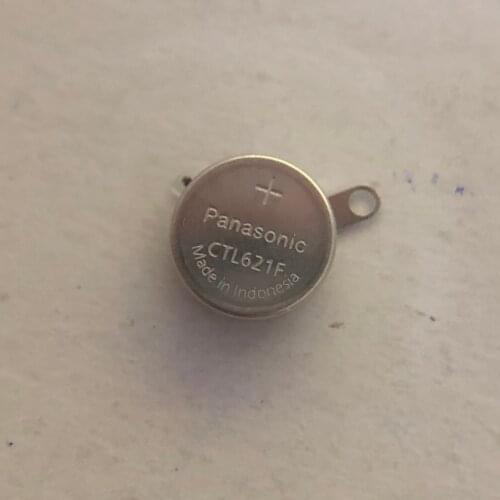 +
Panasonic
CTL621F
Made in Indonesia